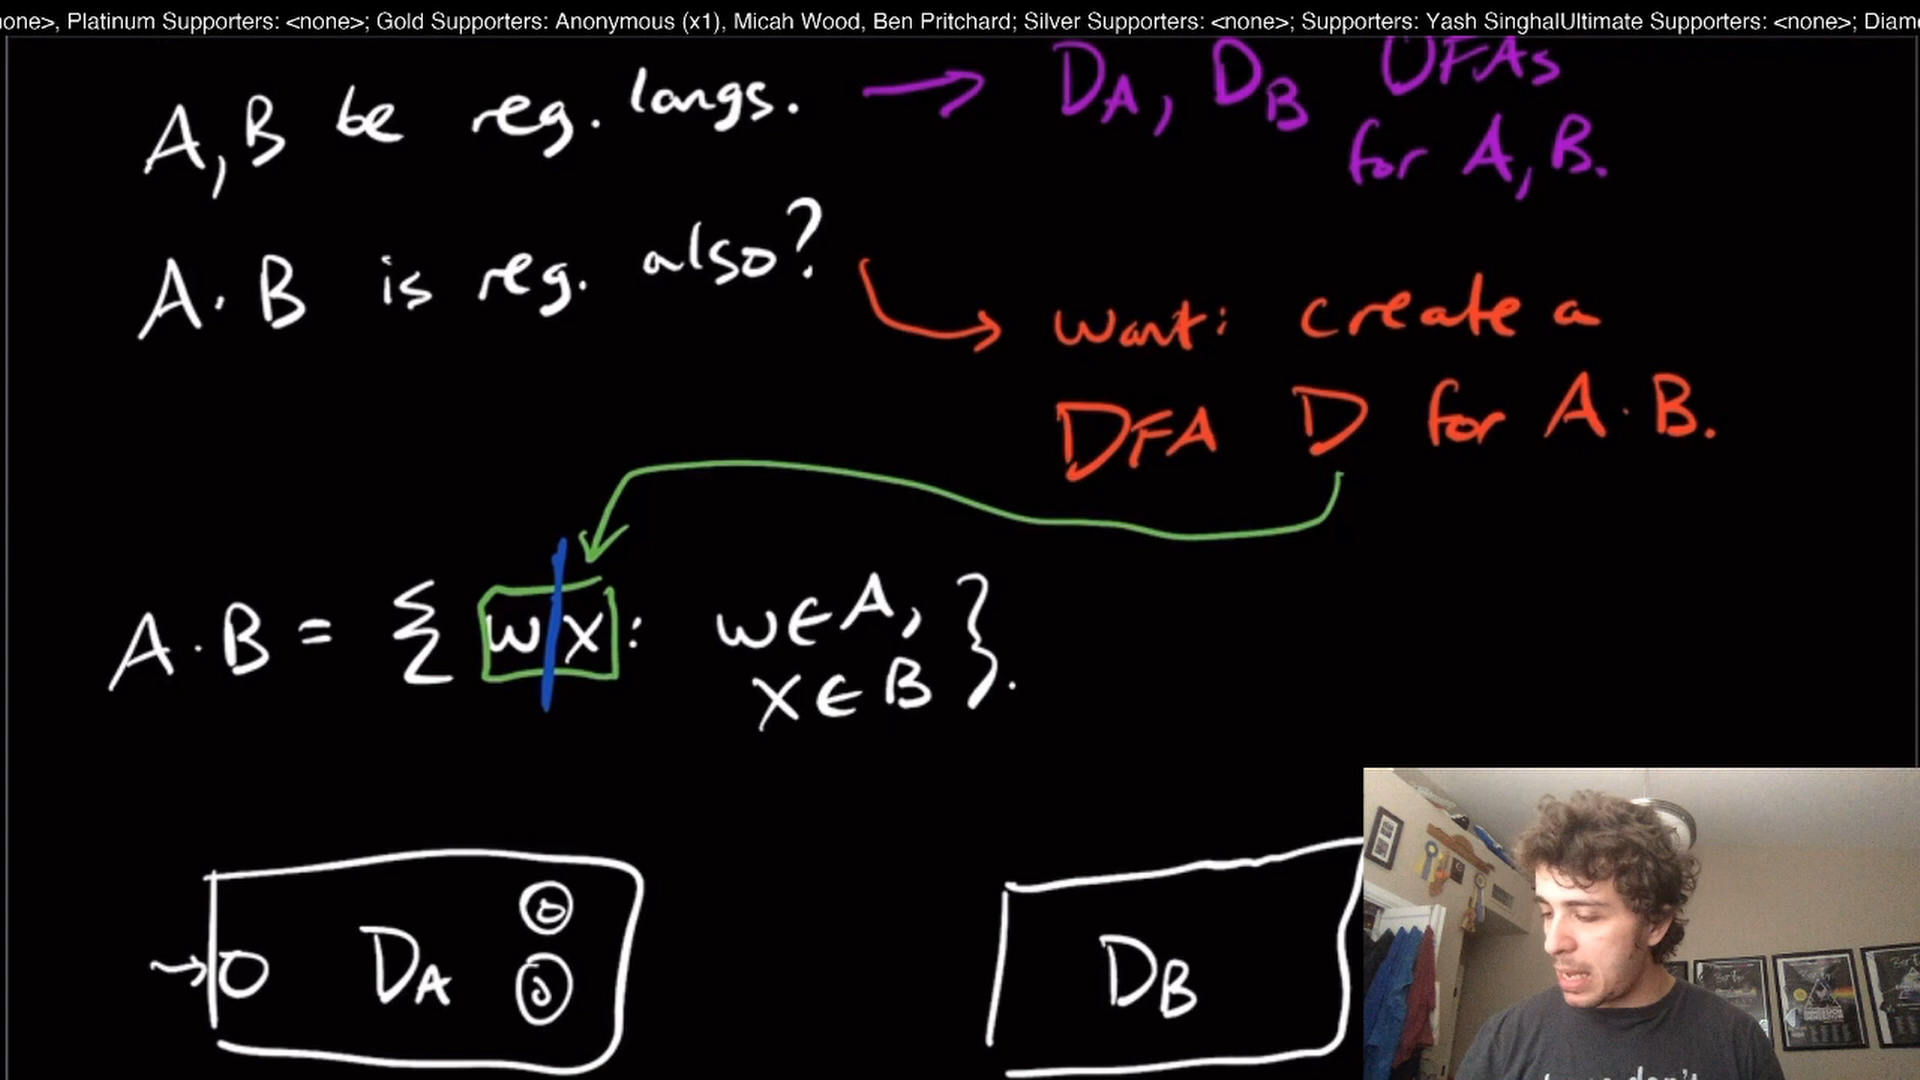 one>, Platinum Supporters: <none>; Gold Supporters: Anonymous (x1), Micah Wood, Ben Pritchard; Silver Supporters: <none>; Supporters: Yash SinghalUltimate Supporters: <none>; Diam
A, B be reg. langs. → DA, DB DFAs
for A, B.
A · B is reg. also?
Want: create a
DFA D for A · B.
A · B = { w x : w ∈ A, }.
x ∈ B
DA
DB